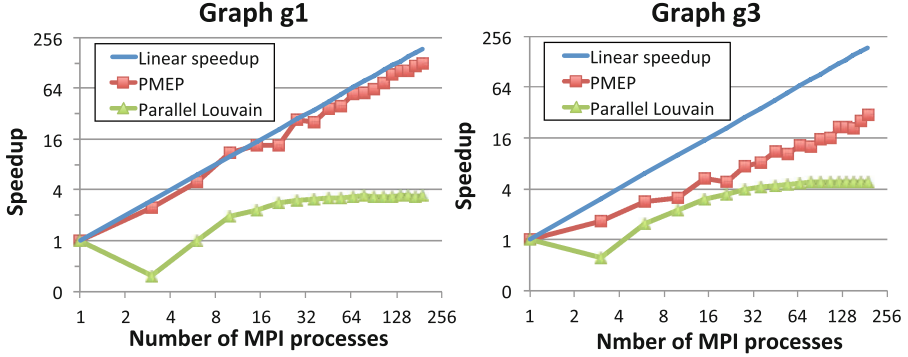 Graph g1
256
64
16
4
1
0
Speedup
Linear speedup
PMEP
Parallel Louvain
1 2 4 8 16 32 64 128 256
Number of MPI processes
Graph g3
256
64
16
4
1
0
Speedup
Linear speedup
PMEP
Parallel Louvain
1 2 4 8 16 32 64 128 256
Nmber of MPI processes